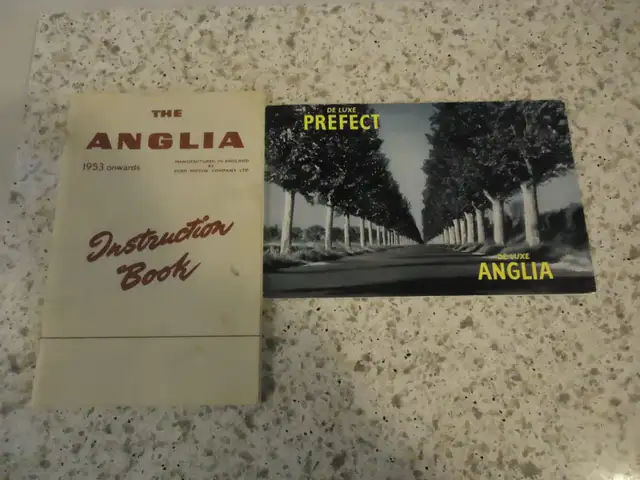 THE
ANGLIA
1953 onwards
MANUFACTURED IN ENGLAND
BY
FORD MOTOR COMPANY LTD
Instruction
Book
DE LUXE
PREFECT
DE LUXE
ANGLIA